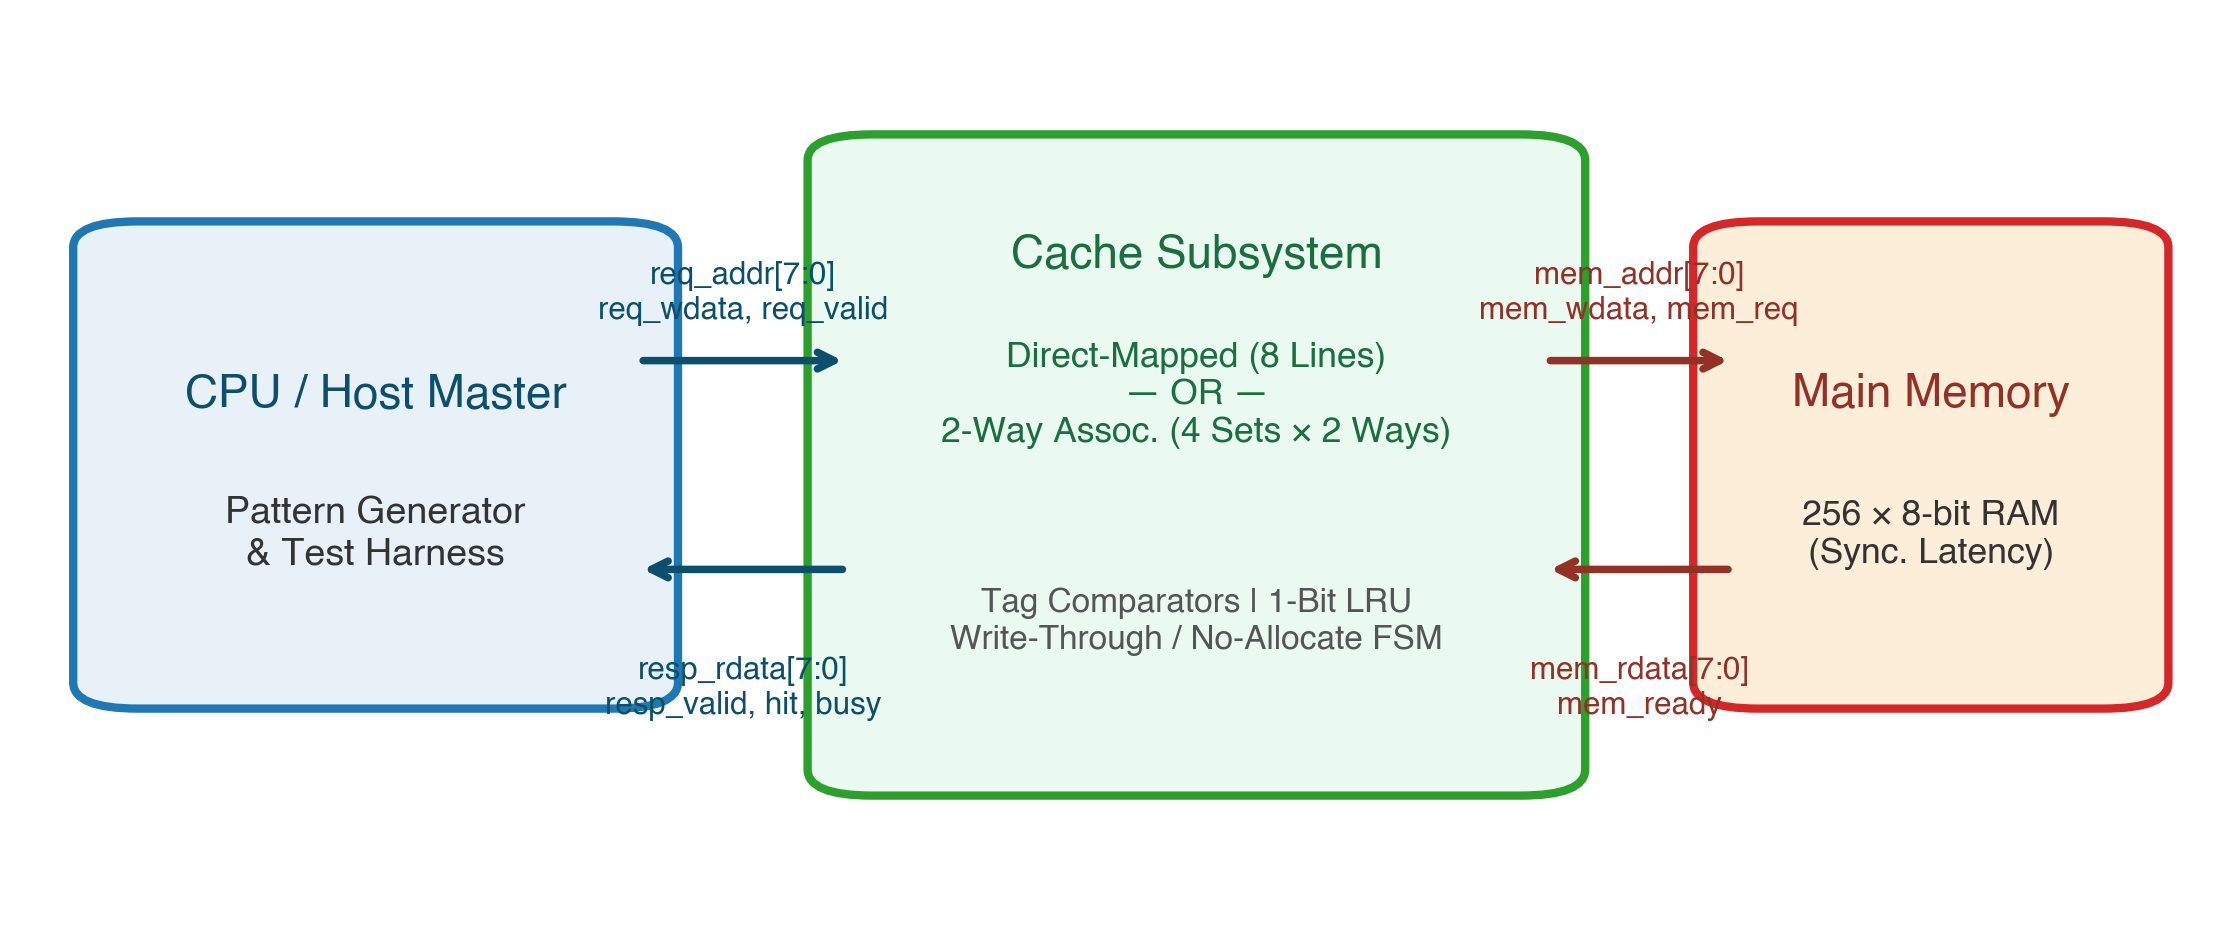 CPU / Host Master
Pattern Generator
& Test Harness
req_addr[7:0]
req_wdata, req_valid
resp_rdata[7:0]
resp_valid, hit, busy
Cache Subsystem
Direct-Mapped (8 Lines)
— OR —
2-Way Assoc. (4 Sets × 2 Ways)
Tag Comparators | 1-Bit LRU
Write-Through / No-Allocate FSM
mem_addr[7:0]
mem_wdata, mem_req
mem_rdata[7:0]
mem_ready
Main Memory
256 × 8-bit RAM
(Sync. Latency)